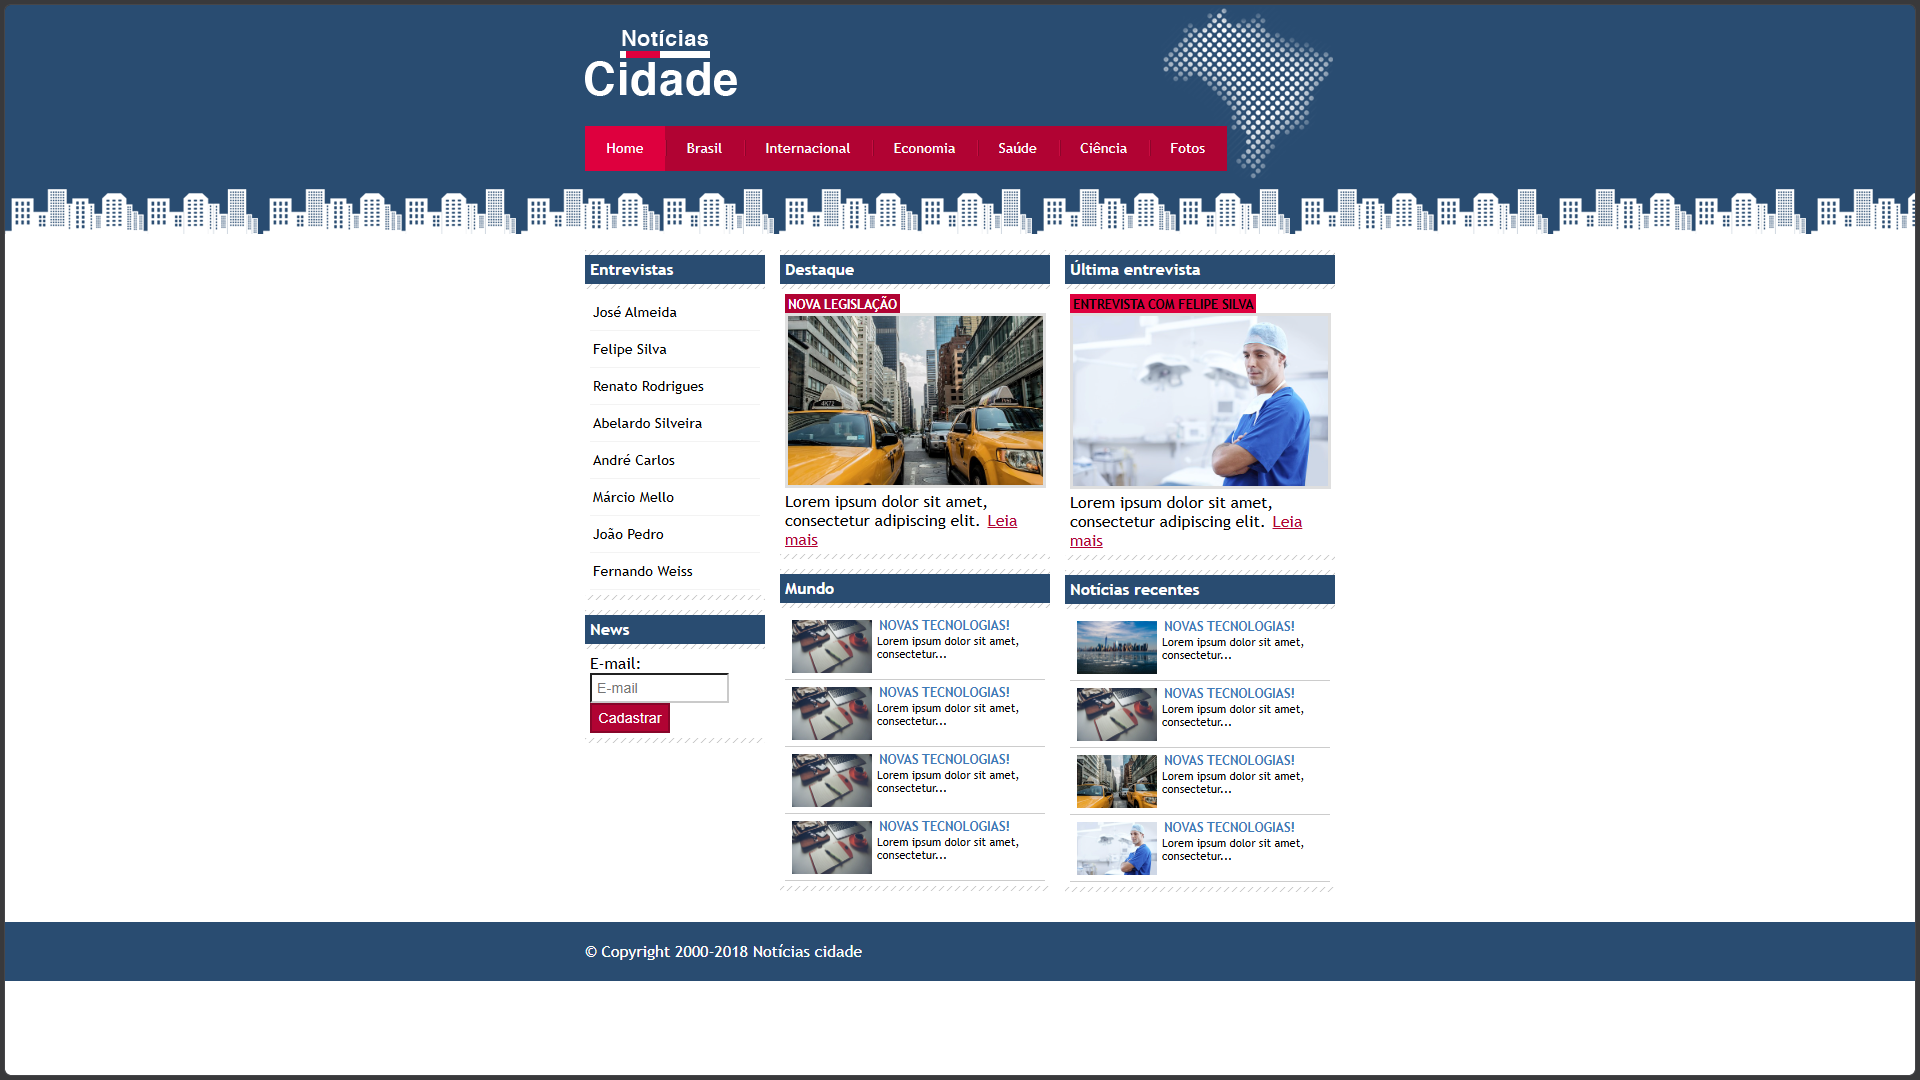 Notícias
Cidade
Home
Brasil
Internacional
Economia
Saúde
Ciência
Fotos
Entrevistas
José Almeida
Felipe Silva
Renato Rodrigues
Abelardo Silveira
André Carlos
Márcio Mello
João Pedro
Fernando Weiss
News
E-mail:
E-mail
Cadastrar
Destaque
NOVA LEGISLAÇÃO
Lorem ipsum dolor sit amet,
consectetur adipiscing elit. Leia
mais
Mundo
NOVAS TECNOLOGIAS!
Lorem ipsum dolor sit amet,
consectetur...
NOVAS TECNOLOGIAS!
Lorem ipsum dolor sit amet,
consectetur...
NOVAS TECNOLOGIAS!
Lorem ipsum dolor sit amet,
consectetur...
NOVAS TECNOLOGIAS!
Lorem ipsum dolor sit amet,
consectetur...
Última entrevista
ENTREVISTA COM FELIPE SILVA
Lorem ipsum dolor sit amet,
consectetur adipiscing elit. Leia
mais
Notícias recentes
NOVAS TECNOLOGIAS!
Lorem ipsum dolor sit amet,
consectetur...
NOVAS TECNOLOGIAS!
Lorem ipsum dolor sit amet,
consectetur...
NOVAS TECNOLOGIAS!
Lorem ipsum dolor sit amet,
consectetur...
NOVAS TECNOLOGIAS!
Lorem ipsum dolor sit amet,
consectetur...
© Copyright 2000-2018 Notícias cidade